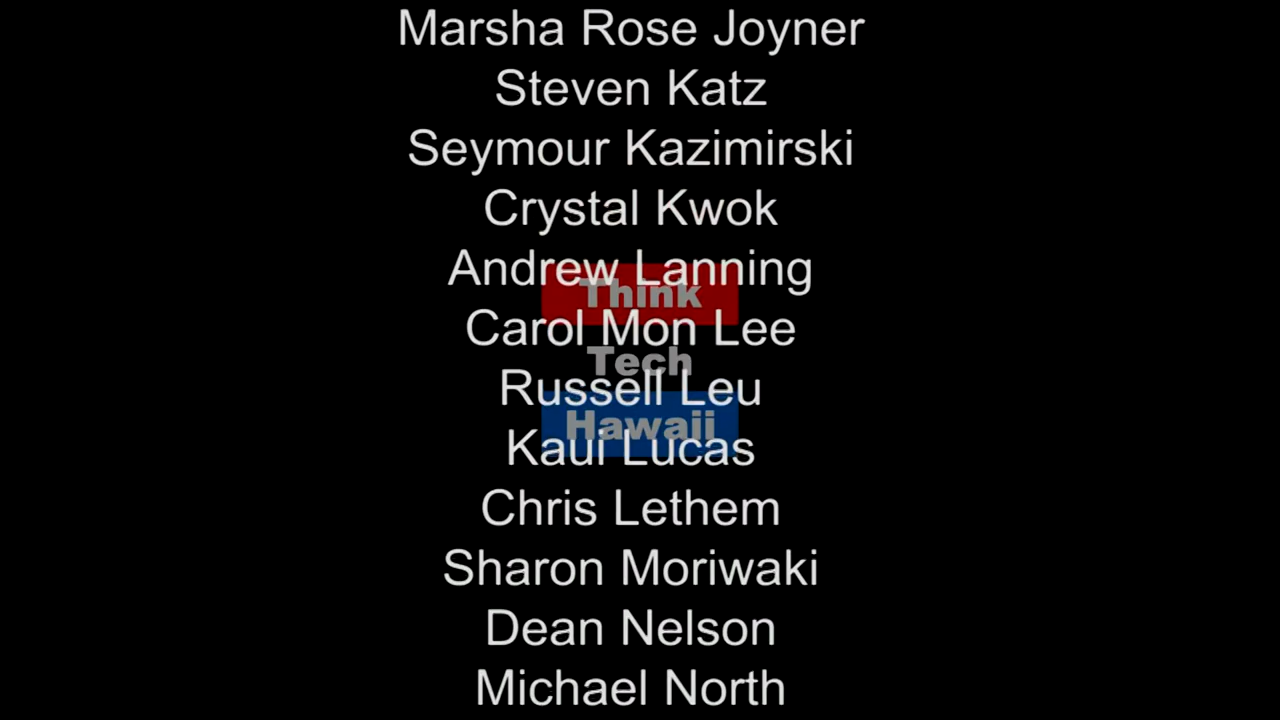 Marsha Rose Joyner
Steven Katz
Seymour Kazimirski
Crystal Kwok
Andrew Lanning
Think
Carol Mon Lee
Tech
Russell Leu
Hawaii
Kaui Lucas
Chris Lethem
Sharon Moriwaki
Dean Nelson
Michael North